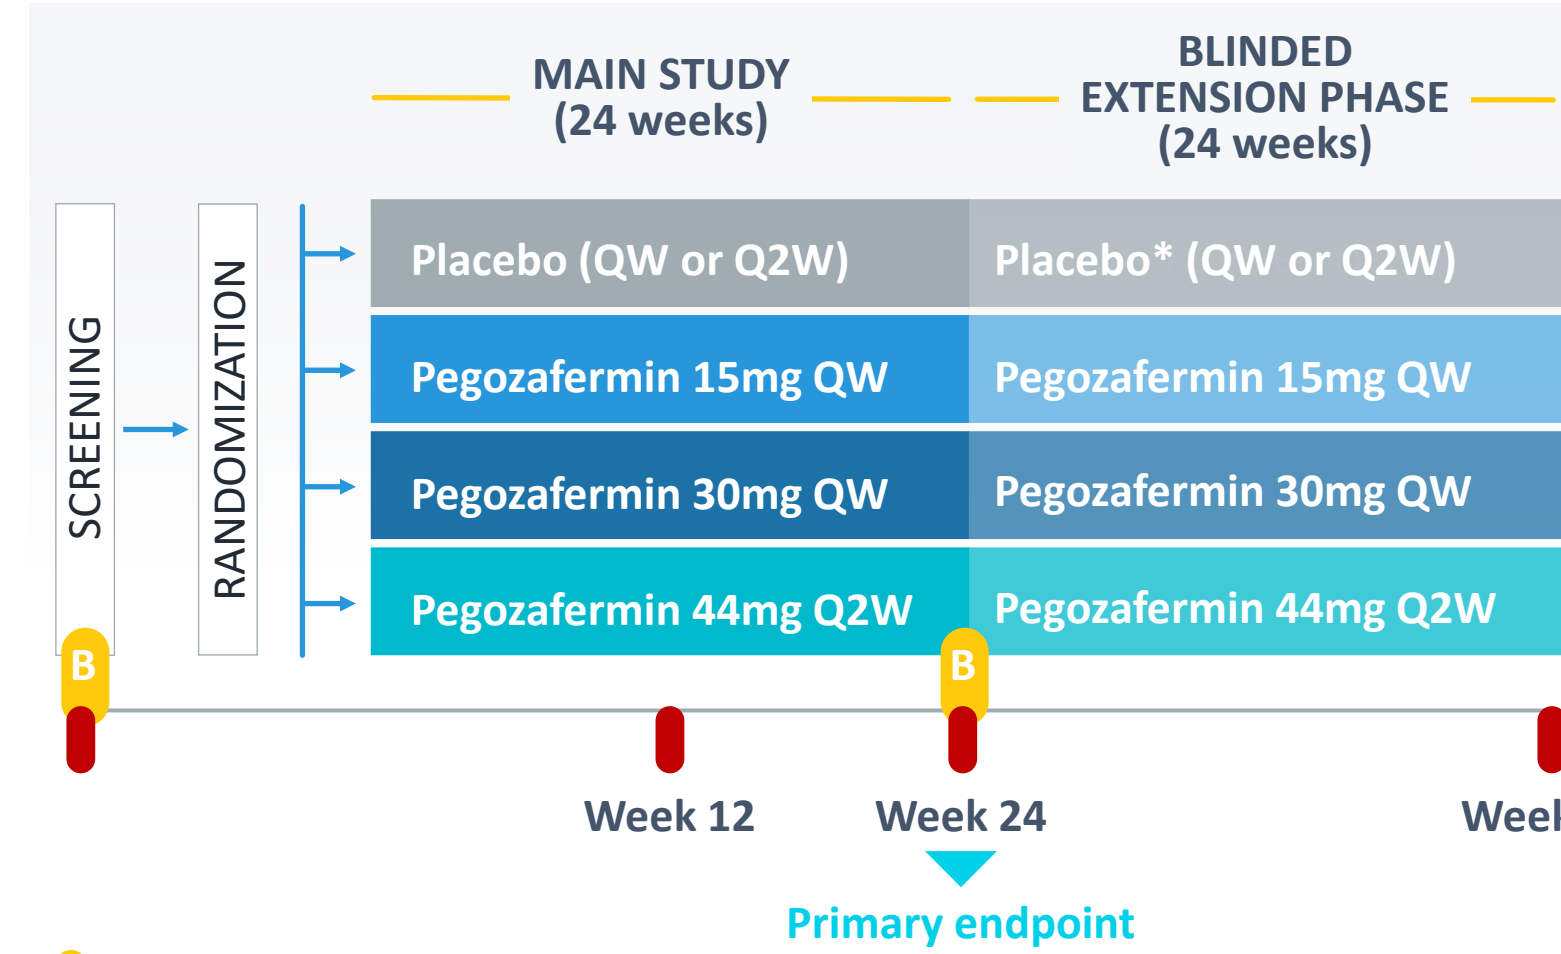 MAIN STUDY
(24 weeks)
BLINDED
EXTENSION PHASE
(24 weeks)
SCREENING
RANDOMIZATION
Placebo (QW or Q2W)
Placebo* (QW or Q2W)
Pegozafermin 15mg QW
Pegozafermin 15mg QW
Pegozafermin 30mg QW
Pegozafermin 30mg QW
Pegozafermin 44mg Q2W
Pegozafermin 44mg Q2W
B
B
Week 12
Week 24
Primary endpoint